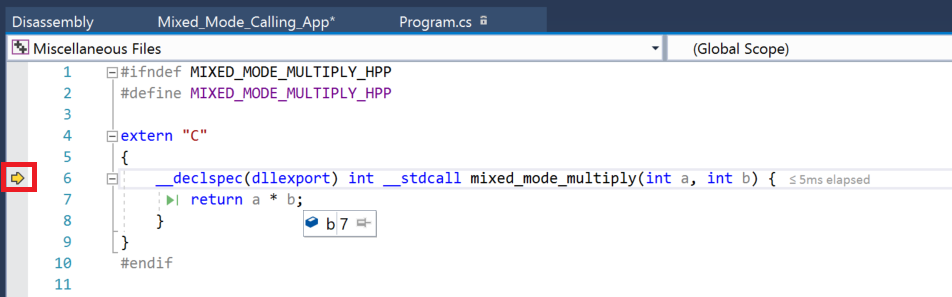 Disassembly Mixed_Mode_Calling_App* Program.cs
Miscellaneous Files (Global Scope)
1 #ifndef MIXED_MODE_MULTIPLY_HPP
2 #define MIXED_MODE_MULTIPLY_HPP
3
4 extern "C"
5 {
6 __declspec(dllexport) int __stdcall mixed_mode_multiply(int a, int b) { ≤ 5ms elapsed
7 return a * b;
8 }
b 7
9 }
10 #endif
11